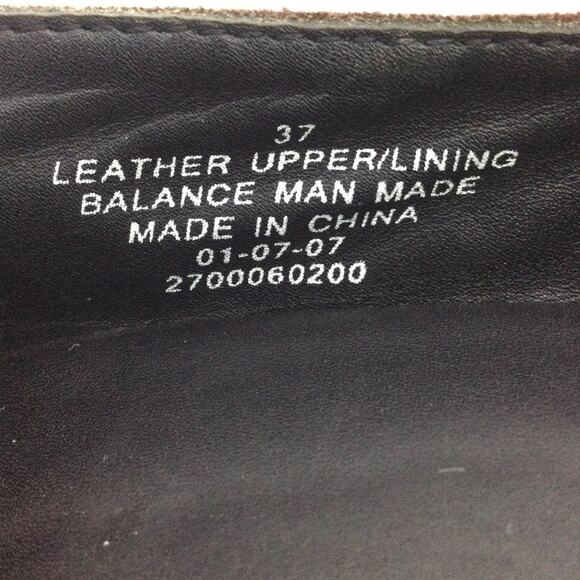 37
LEATHER UPPER/LINING
BALANCE MAN MADE
MADE IN CHINA
01-07-07
2700060200